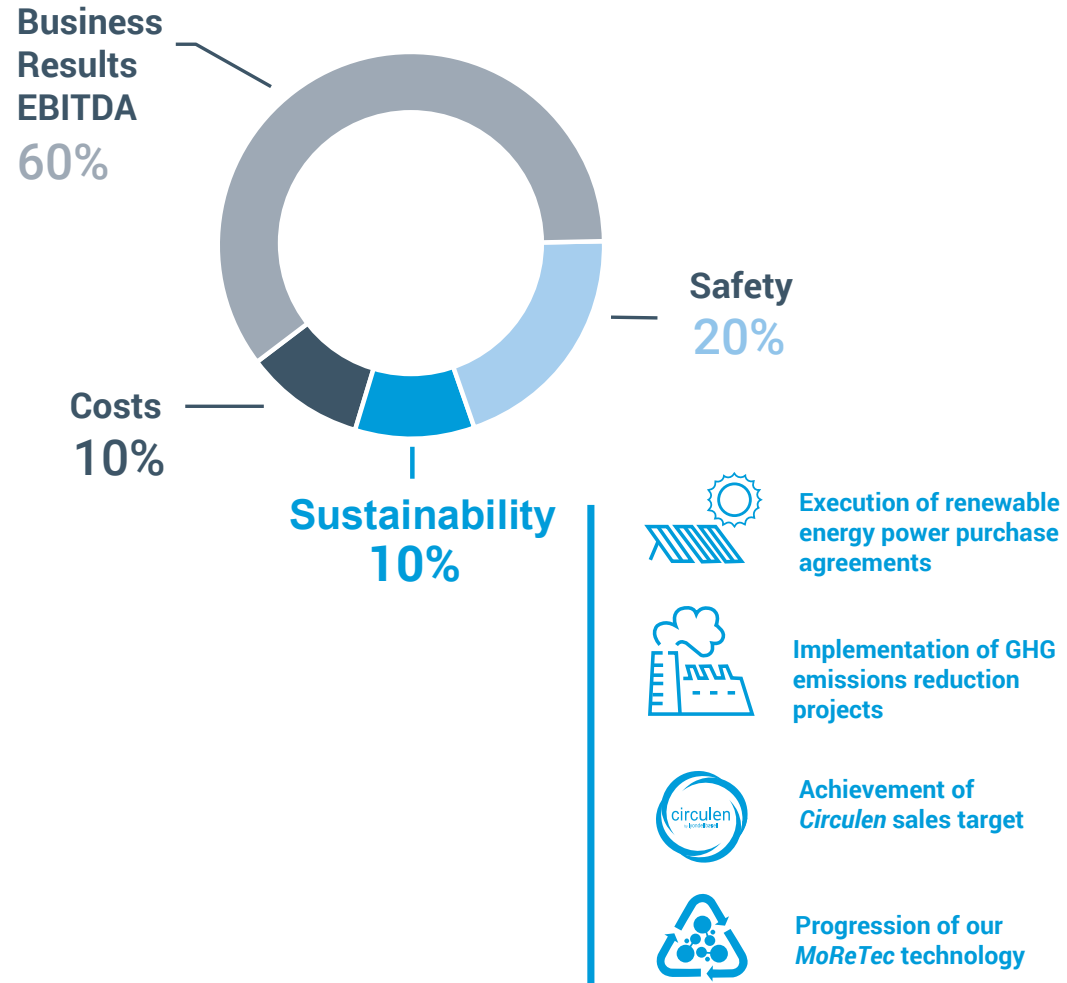 Business
Results
EBITDA
60%
Safety
20%
Costs
10%
Sustainability
10%
Execution of renewable
energy power purchase
agreements
Implementation of GHG
emissions reduction
projects
circulen
Achievement of
Circulen sales target
Progression of our
MoReTec technology